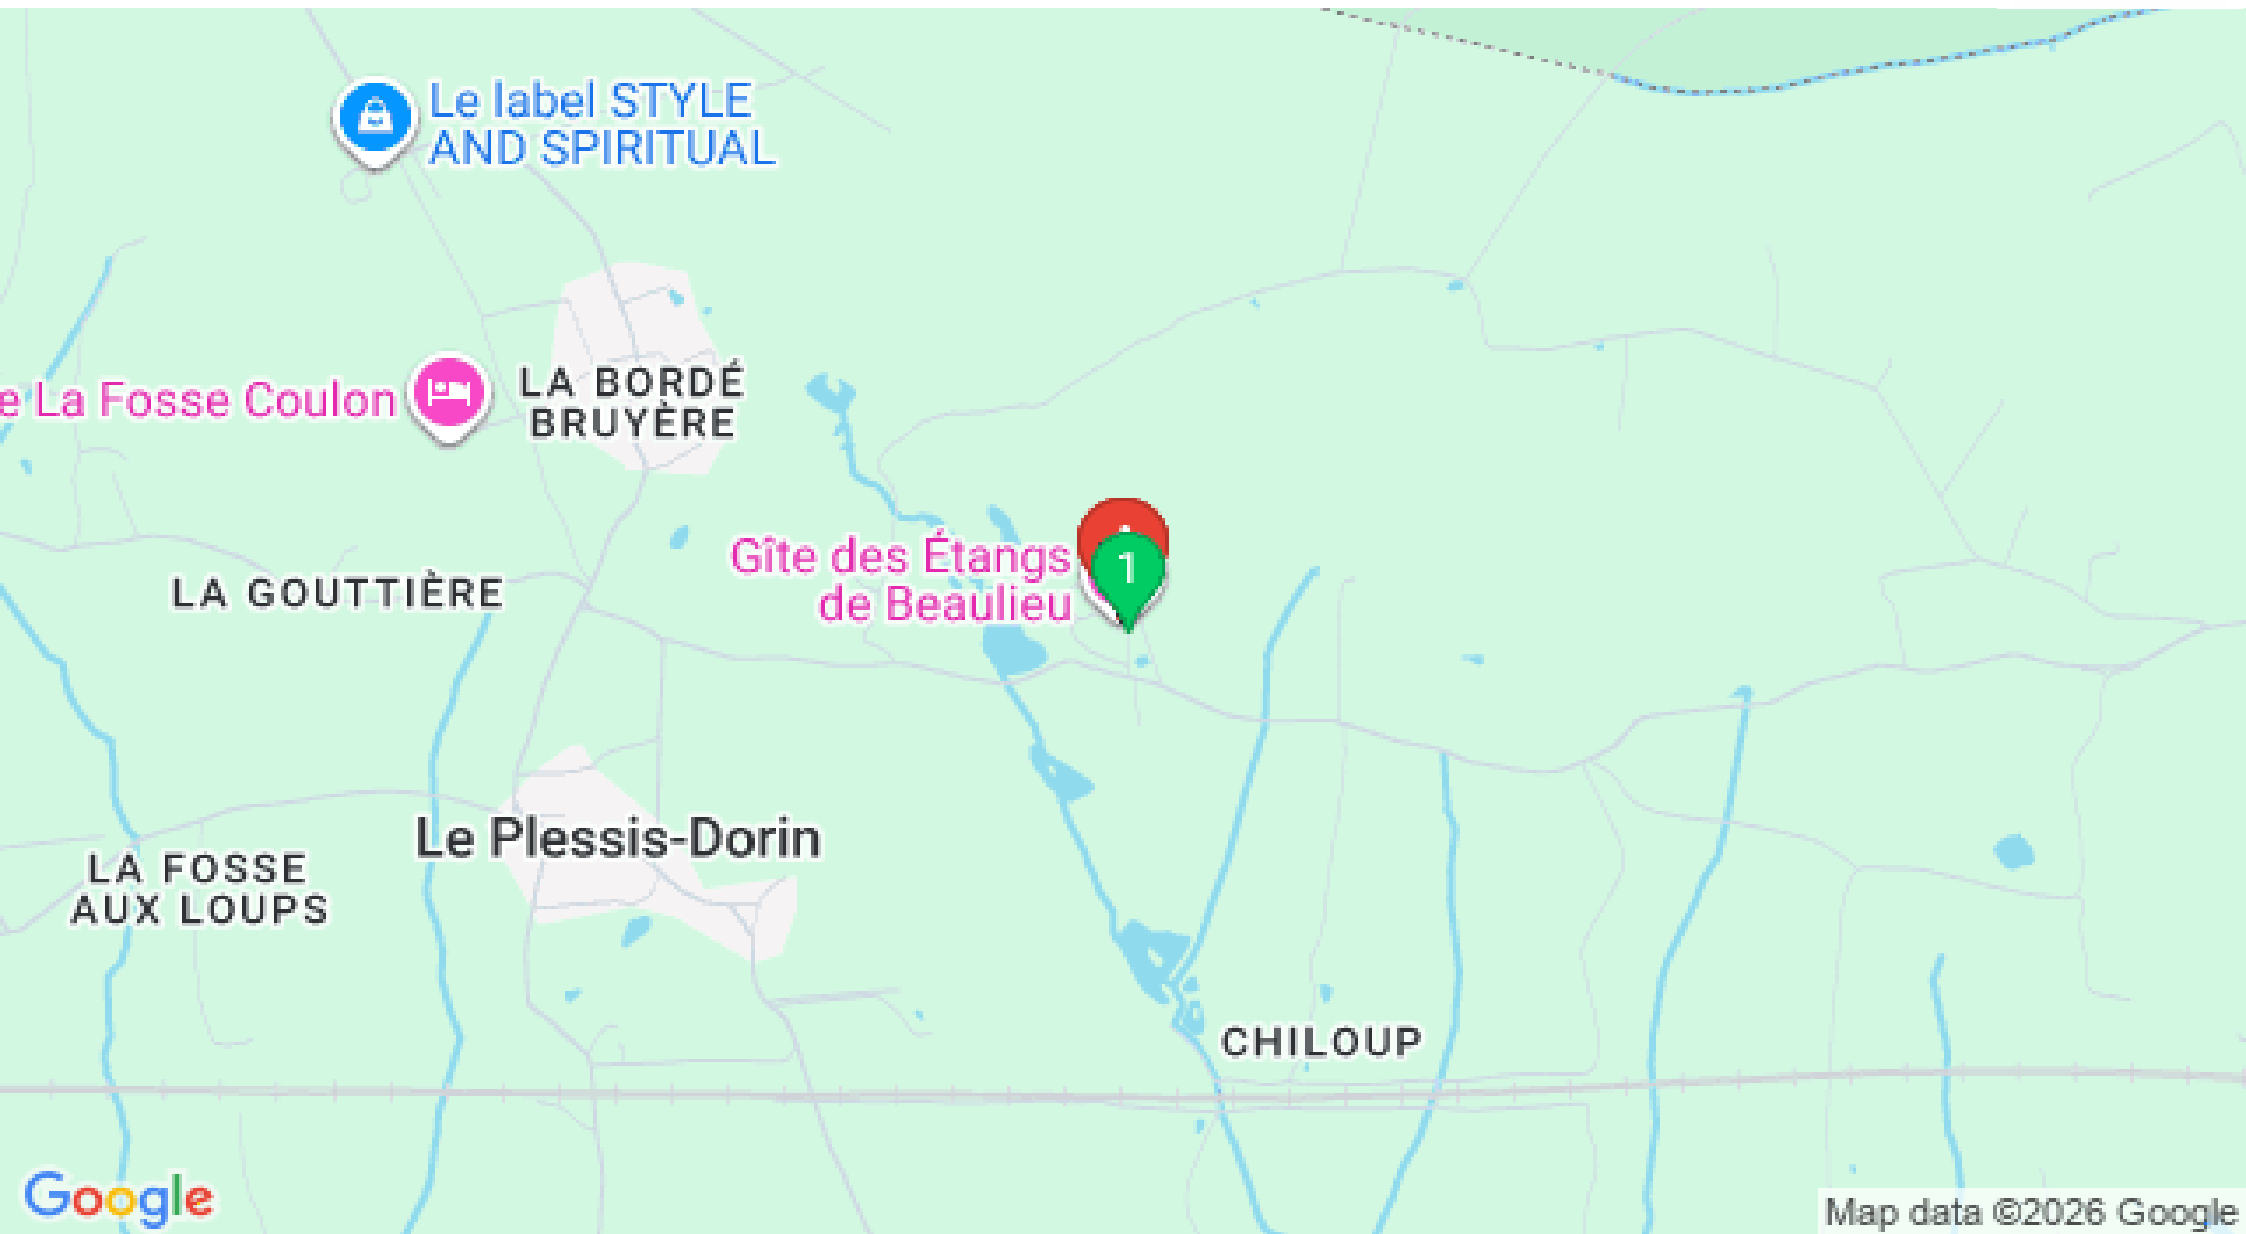 Le label STYLE
AND SPIRITUAL
e La Fosse Coulon
LA BORDÉ
BRUYÈRE
Gîte des Étangs
de Beaulieu
1
LA GOUTTIÈRE
Le Plessis-Dorin
LA FOSSE
AUX LOUPS
CHILOUP
Google
Map data ©2026 Google